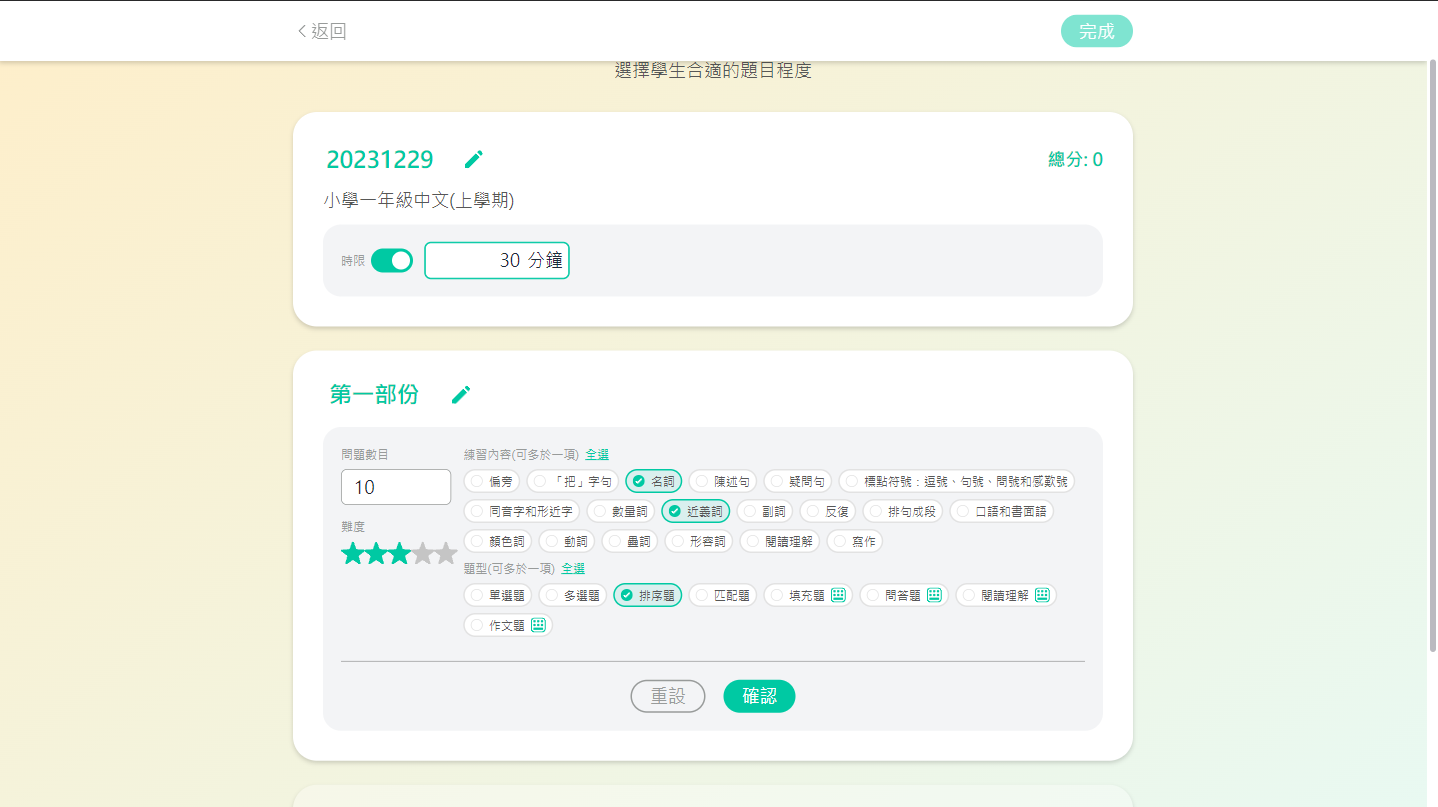 返回
完成
選擇學生合適的題目程度
20231229
總分: 0
小學一年級中文(上學期)
時限
30 分鐘
第一部份
問題數目
10
難度
練習內容(可多於一項) 全選
偏旁 「把」字句 名詞 陳述句 疑問句 標點符號：逗號、句號、問號和感歎號
同音字和形近字 數量詞 近義詞 副詞 反復 排句成段 口語和書面語
顏色詞 動詞 疊詞 形容詞 閱讀理解 寫作
題型(可多於一項) 全選
單選題 多選題 排序題 匹配題 填充題 問答題 閱讀理解
作文題
重設
確認